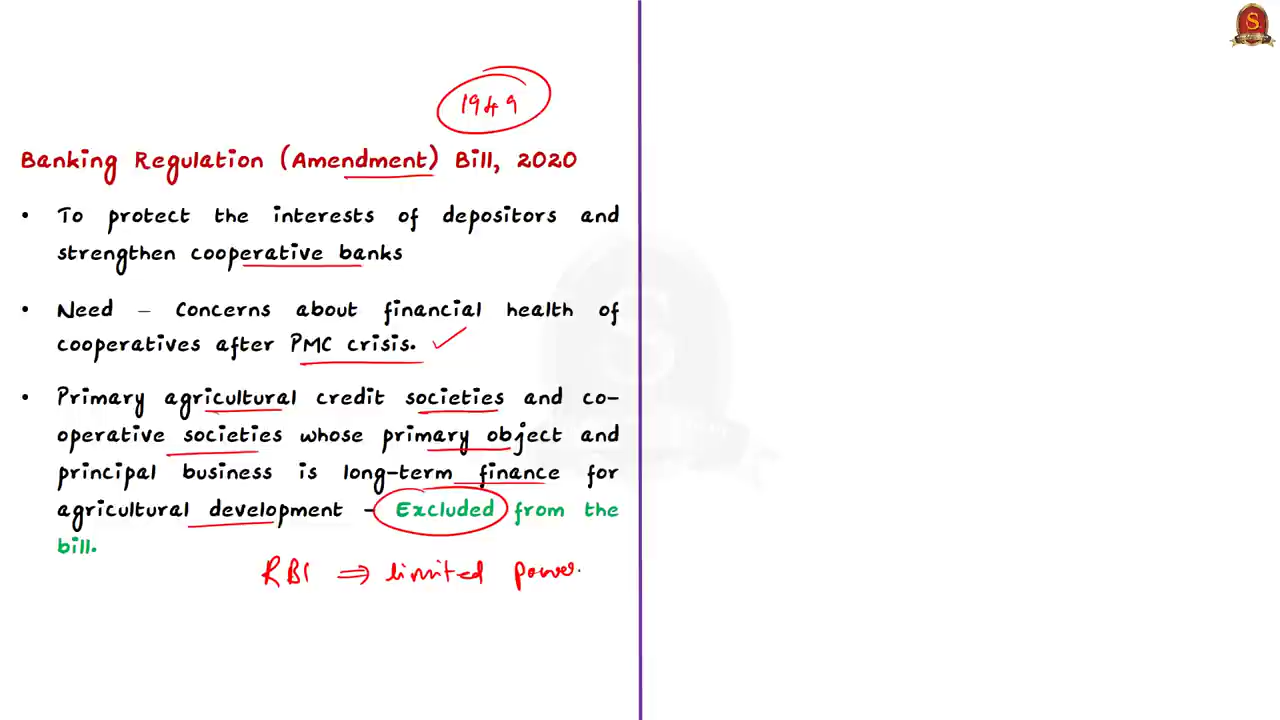 1949
Banking Regulation (Amendment) Bill, 2020
• To protect the interests of depositors and
strengthen cooperative banks
• Need – Concerns about financial health of
cooperatives after PMC crisis.
• Primary agricultural credit societies and co-
operative societies whose primary object and
principal business is long-term finance for
agricultural development - Excluded from the
bill.
RBI ⇒ limited power